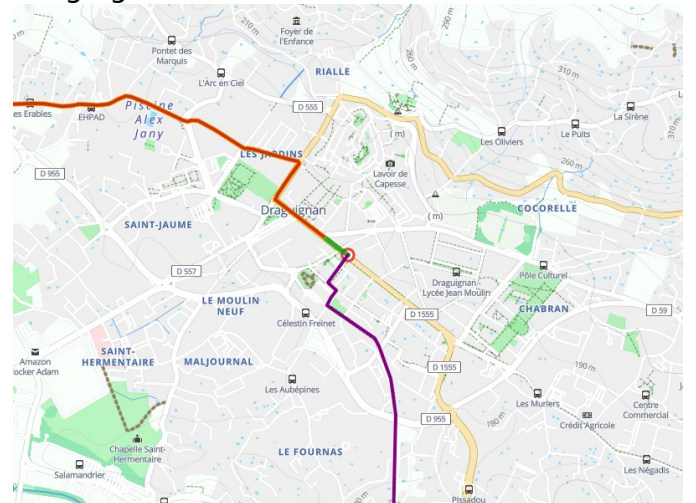 Foyer de
l'Enfance
290 m
Pontet des
Marquis
210 m
260 m
L'Arc en Ciel
RIALLE
310 m
D 555
es Erables
EHPAD
Piscine
Alex
Jany
La Sirène
Le Puits
310 m
( m)
Les Oliviers
LES JARDINS
260 m
Lavoir de
Capesse
D 955
Draguignan
( m)
COCORELLE
SAINT-JAUME
D 557
Draguignan-
Lycée Jean Moulin
Pôle Culturel
LE MOULIN
NEUF
Célestin Freinet
D 1555
CHABRAN
D 59
Amazon
ocker Adam
SAINT-
HERMENTAIRE
MALJOURNAL
D 1555
190 m
Les Aubépines
Les Muriers
Centre
Commercial
D 955
Crédit Agricole
Chapelle Saint-
Hermentaire
LE FOURNAS
Salamandrier
Les Négadis
Pissadou